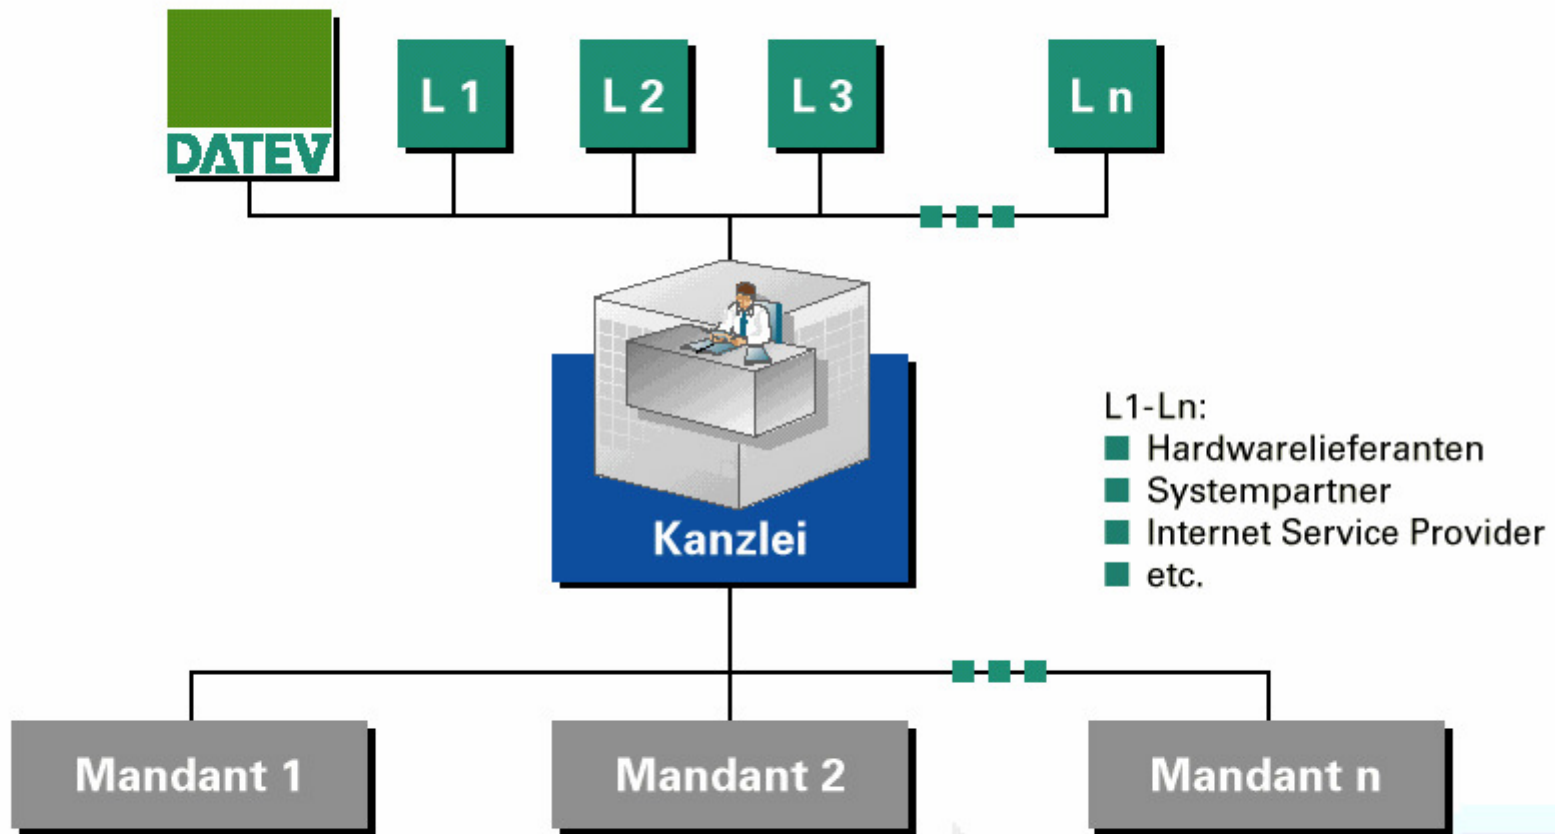 DATEV
L 1
L 2
L 3
L n
L1-Ln:
Hardwarelieferanten
Systempartner
Internet Service Provider
etc.
Kanzlei
Mandant 1
Mandant 2
Mandant n